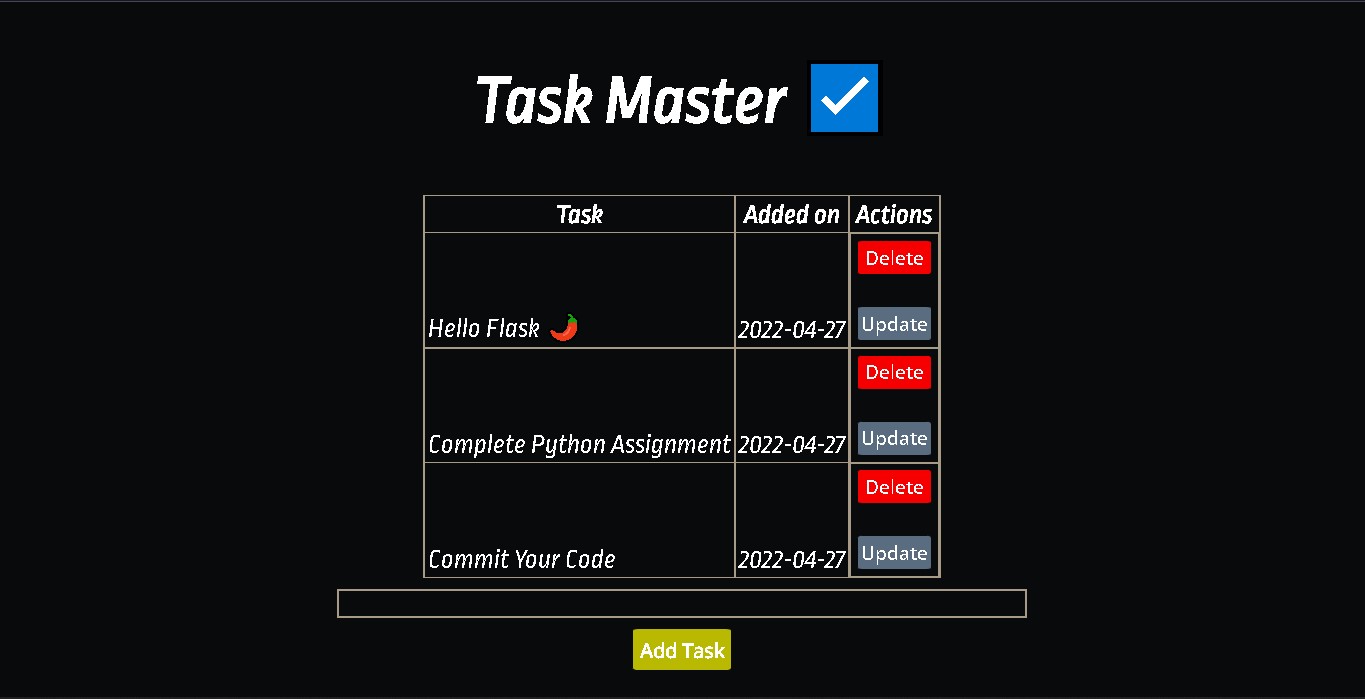 Task Master ✅
Task Added on Actions
Delete
Hello Flask 🌶 2022-04-27 Update
Delete
Complete Python Assignment 2022-04-27 Update
Delete
Commit Your Code 2022-04-27 Update
Add Task